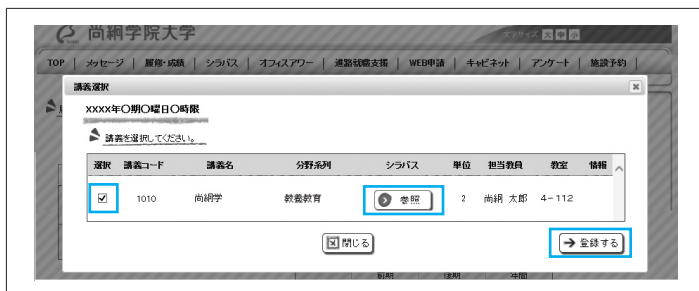 尚絅学院大学
文字サイズ 大 中 小
TOP | メッセージ | 履修・成績 | シラバス | オフィスアワー | 進路就職支援 | WEB申請 | キャビネット | アンケート | 施設予約 |
講義選択
XXXX年〇期〇曜日〇時限
講義を選択してください。
選択 講義コード 講義名 分野系列 シラバス 単位 担当教員 教室 情報
1010 尚絅学 教養教育 参照 2 尚絅 太郎 4-112
閉じる 登録する
前期 後期 年間